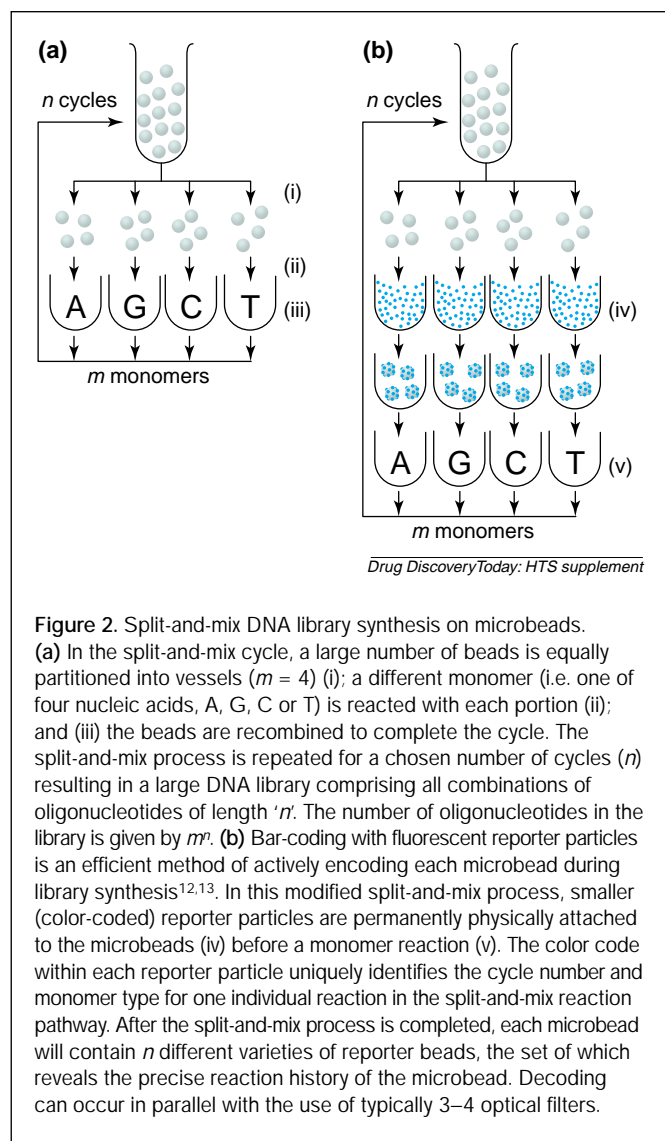 (a)
(b)
n cycles
n cycles
(i)
(i)
(ii)
A G C T
(iii)
m monomers
(iv)
A G C T
(v)
m monomers
Drug DiscoveryToday: HTS supplement
Figure 2. Split-and-mix DNA library synthesis on microbeads.
(a) In the split-and-mix cycle, a large number of beads is equally
partitioned into vessels (m = 4) (i); a different monomer (i.e. one of
four nucleic acids, A, G, C or T) is reacted with each portion (ii);
and (iii) the beads are recombined to complete the cycle. The
split-and-mix process is repeated for a chosen number of cycles (n)
resulting in a large DNA library comprising all combinations of
oligonucleotides of length ‘n’. The number of oligonucleotides in the
library is given by mⁿ. (b) Bar-coding with fluorescent reporter particles
is an efficient method of actively encoding each microbead during
library synthesis¹²,¹³. In this modified split-and-mix process, smaller
(color-coded) reporter particles are permanently physically attached
to the microbeads (iv) before a monomer reaction (v). The color code
within each reporter particle uniquely identifies the cycle number and
monomer type for one individual reaction in the split-and-mix reaction
pathway. After the split-and-mix process is completed, each microbead
will contain n different varieties of reporter beads, the set of which
reveals the precise reaction history of the microbead. Decoding
can occur in parallel with the use of typically 3–4 optical filters.